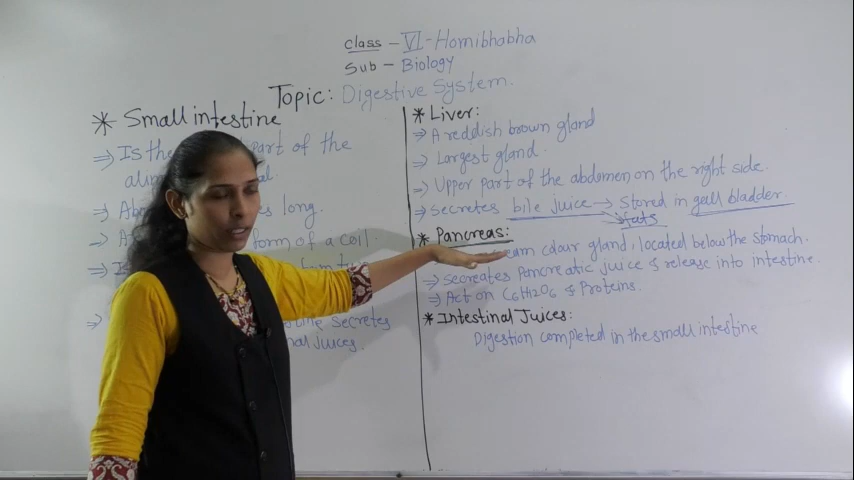 class - VI - Homibhabha
Sub - Biology
Topic: Digestive System.
* Small intestine
⇒ Is the part of the
⇒ long.
form of a coil
⇒
⇒ secretes
juices.
* Liver:
⇒ A reddish brown gland
⇒ Largest gland.
⇒ Upper part of the abdomen on the right side.
⇒ secretes bile juice → Stored in gall bladder.
fats
* Pancreas:
colour gland, located below the stomach.
⇒ secreates Pancreatic juice & release into intestine.
⇒ Act on C6H12O6 & Proteins.
* Intestinal Juices:
Digestion completed in the small intestine